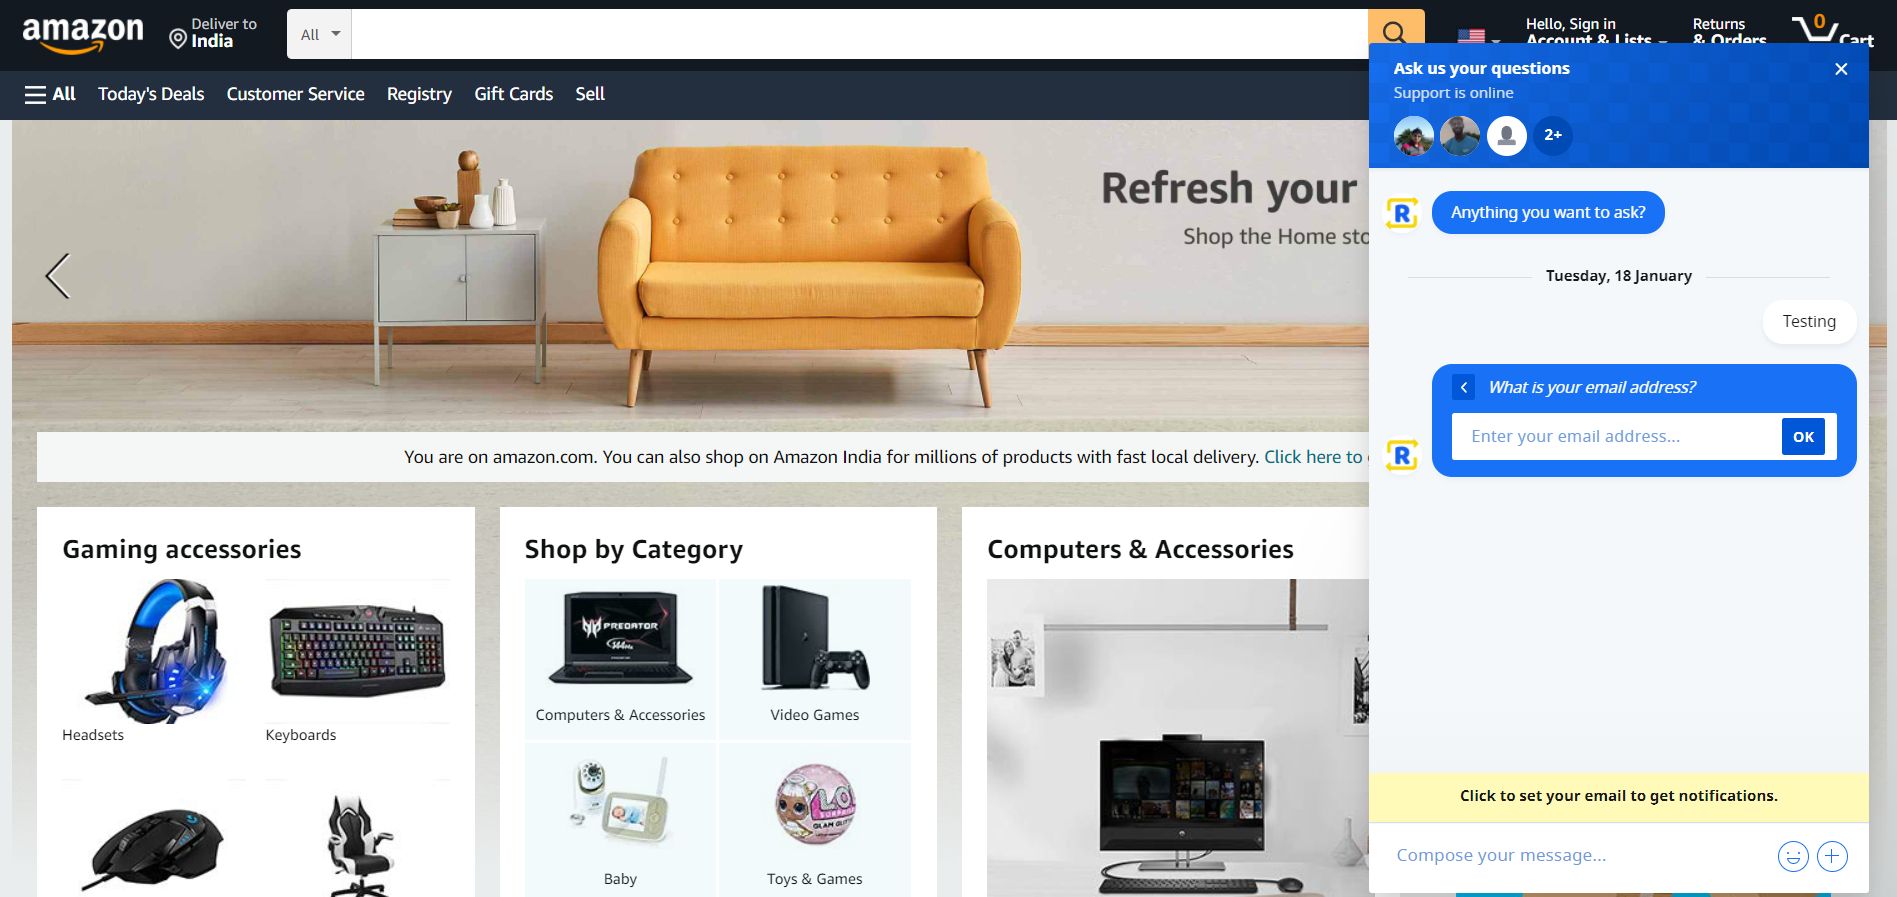 amazon
Deliver to
India
All
Hello, Sign in
Account & Lists
Returns
& Orders
0
Cart
All
Today's Deals
Customer Service
Registry
Gift Cards
Sell
Refresh your
Shop the Home sto
You are on amazon.com. You can also shop on Amazon India for millions of products with fast local delivery. Click here to
Gaming accessories
Headsets
Keyboards
Shop by Category
PREDATOR
144Hz
Computers & Accessories
Video Games
Baby
L.O.L.
SURPRISE
GLAM GLITTER
Toys & Games
Computers & Accessories
Ask us your questions
Support is online
2+
R
Anything you want to ask?
Tuesday, 18 January
Testing
What is your email address?
Enter your email address...
OK
R
Click to set your email to get notifications.
Compose your message...